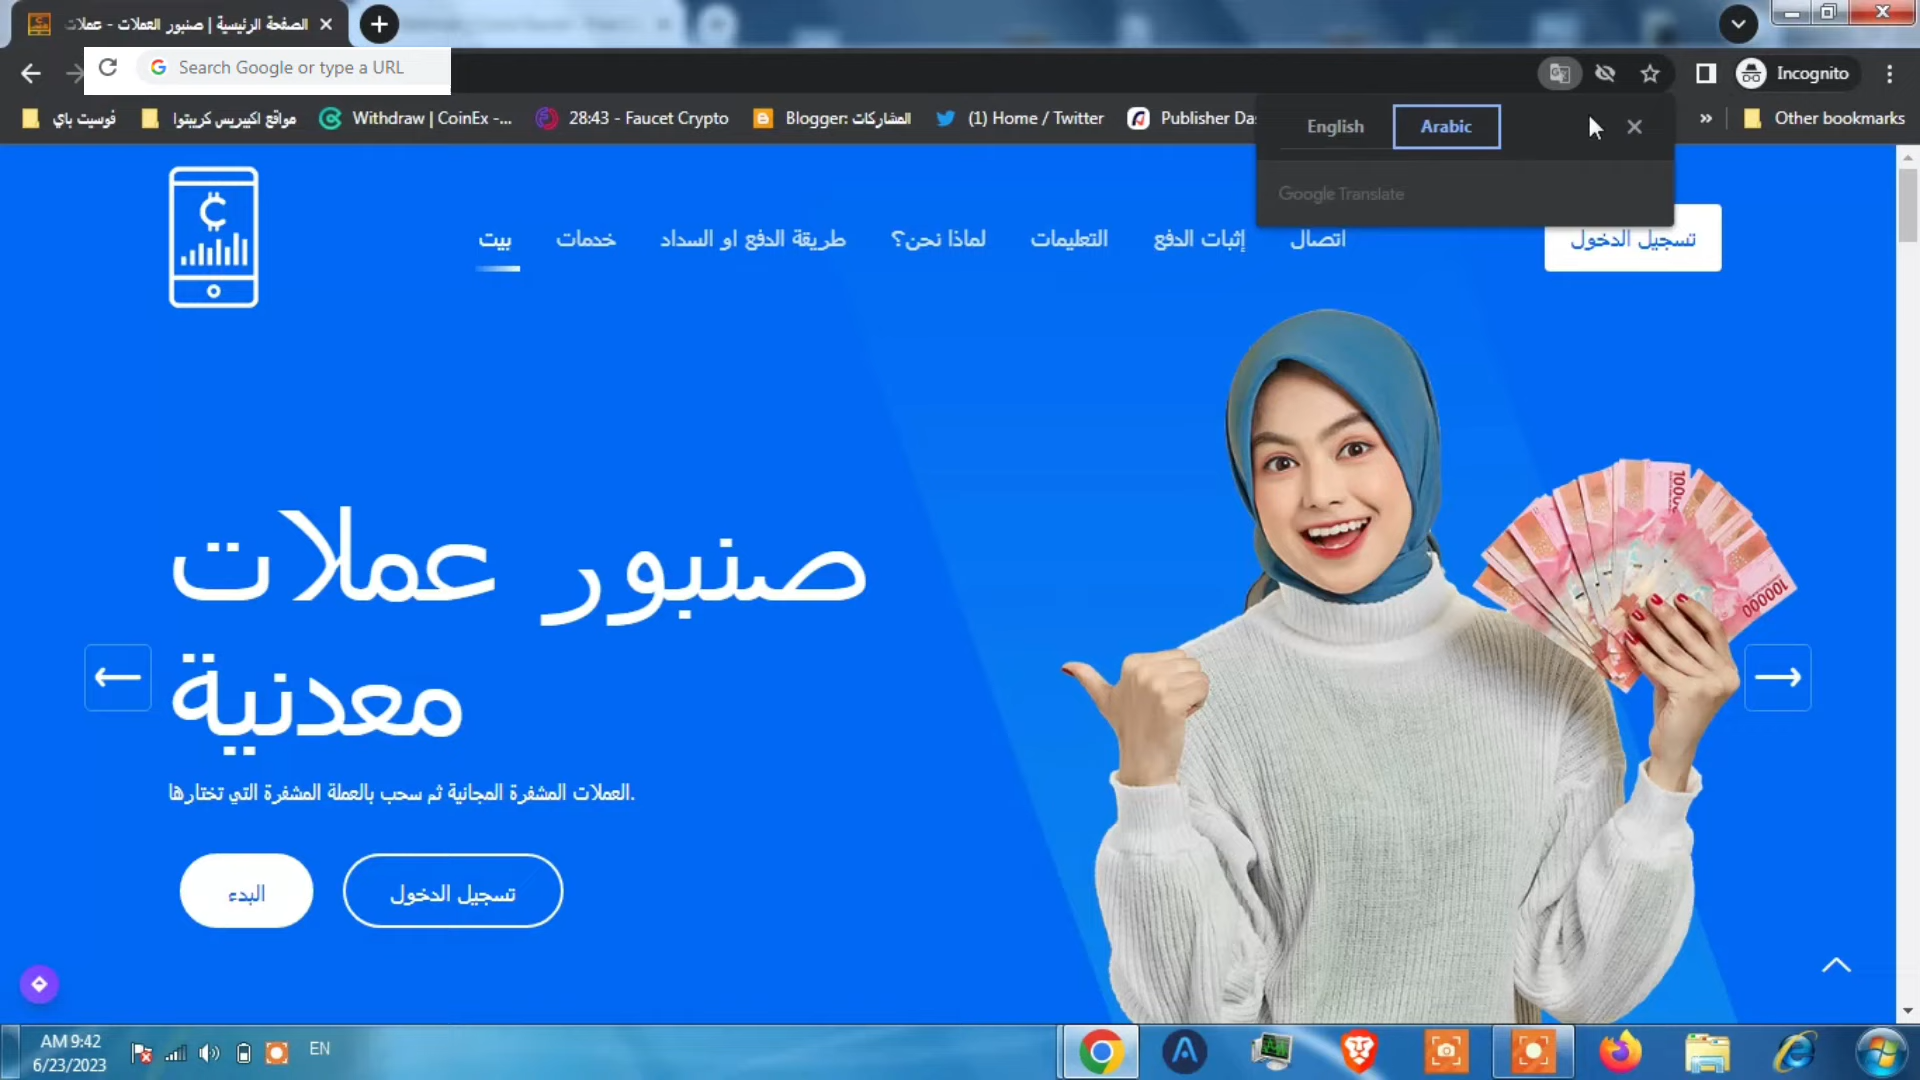 الصفحة الرئيسية | صنبور العملات - عملات
Search Google or type a URL
Incognito
فوسيت باي
مواقع اكبيريس كريبتوا
Withdraw | CoinEx -...
28:43 - Faucet Crypto
Blogger: المشاركات
(1) Home / Twitter
Publisher Da
»
Other bookmarks
English
Arabic
Google Translate
بيت
خدمات
طريقة الدفع او السداد
لماذا نحن؟
التعليمات
إثبات الدفع
اتصال
تسجيل الدخول
صنبور عملات
معدنية
العملات المشفرة المجانية ثم سحب بالعملة المشفرة التي تختارها.
البدء
تسجيل الدخول
100000
AM 9:42
6/23/2023
EN